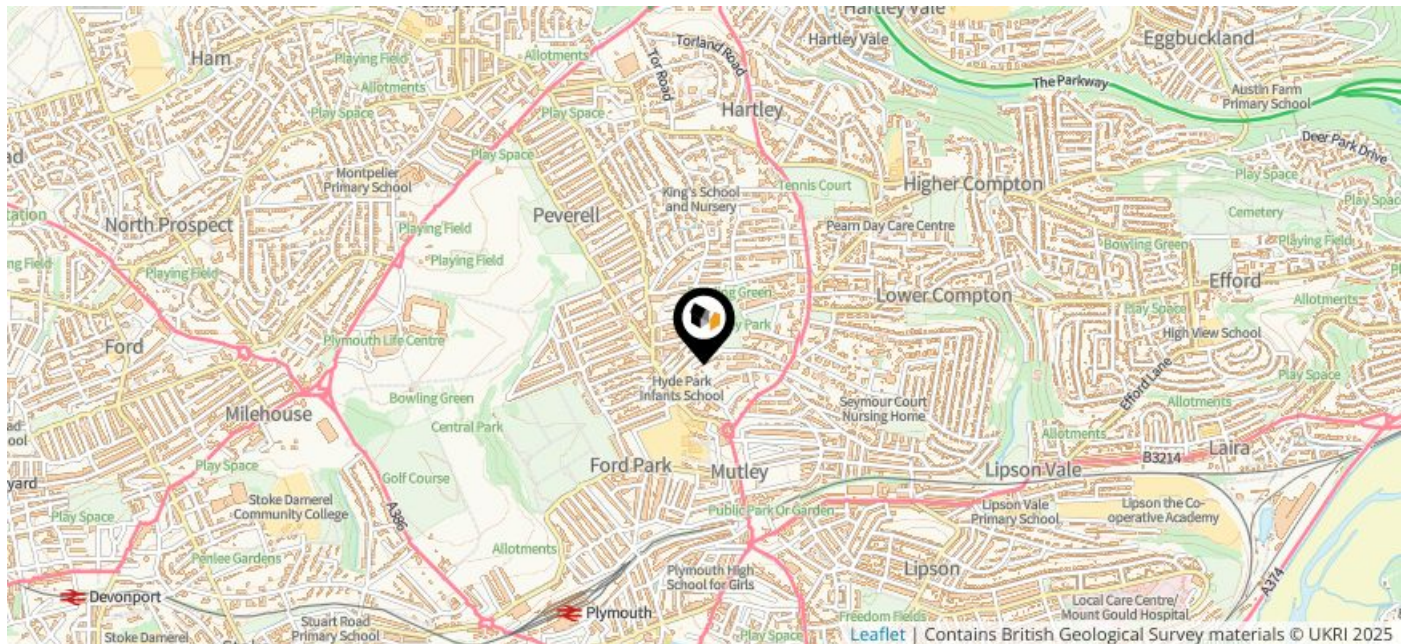 Hartley Vale
Ham
Playing Field
Allotments
Allotments
Torland Road
Tor Road
Hartley Vale
Eggbuckland
The Parkway
Austin Farm
Primary School
Play Space
Play Space
Hartley
Deer Park Drive
Play Space
Montpelier
Primary School
King's School
and Nursery
Tennis Court
Higher Compton
Play Space
North Prospect
Peverell
Playing Field
Pearn Day Care Centre
Cemetery
Bowling Green
Playing Field
Playing Field
Playing Field
Efford
Lower Compton
Play Space
Allotments
High View School
Ford
Plymouth Life Centre
Hyde Park
Infants School
Play Space
Efford Lane
Bowling Green
Seymour Court
Nursing Home
Allotments
Milehouse
Central Park
Allotments
Laira
B3214
Play Space
Ford Park
Mutley
Lipson Vale
Golf Course
Stoke Damerel
Community College
A386
Public Park Or Garden
Lipson Vale
Primary School
Lipson the Co-
operative Academy
Play Space
Penlee Gardens
Allotments
Plymouth High
School for Girls
Lipson
A374
Devonport
Plymouth
Local Care Centre/
Mount Gould Hospital
Stuart Road
Primary School
Freedom Fields
Stoke Damerel
Play Space
Leaflet | Contains British Geological Survey materials © UKRI 2025